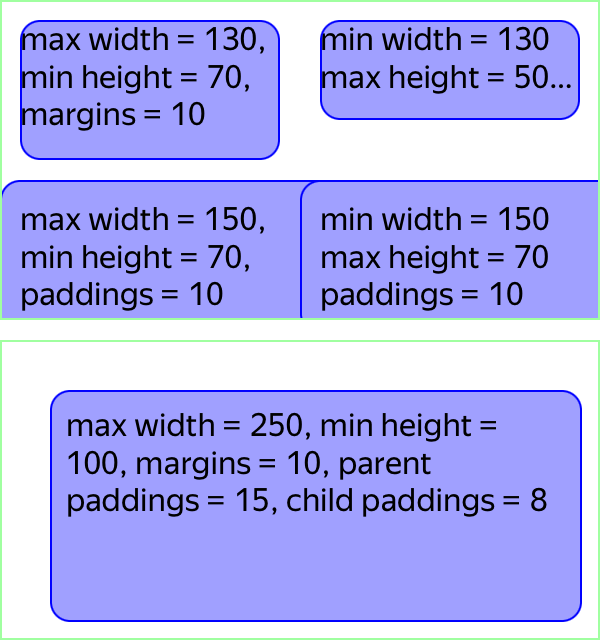 max width = 130,
min height = 70,
margins = 10
min width = 130
max height = 50...
max width = 150,
min height = 70,
paddings = 10
min width = 150
max height = 70
paddings = 10
max width = 250, min height =
100, margins = 10, parent
paddings = 15, child paddings = 8